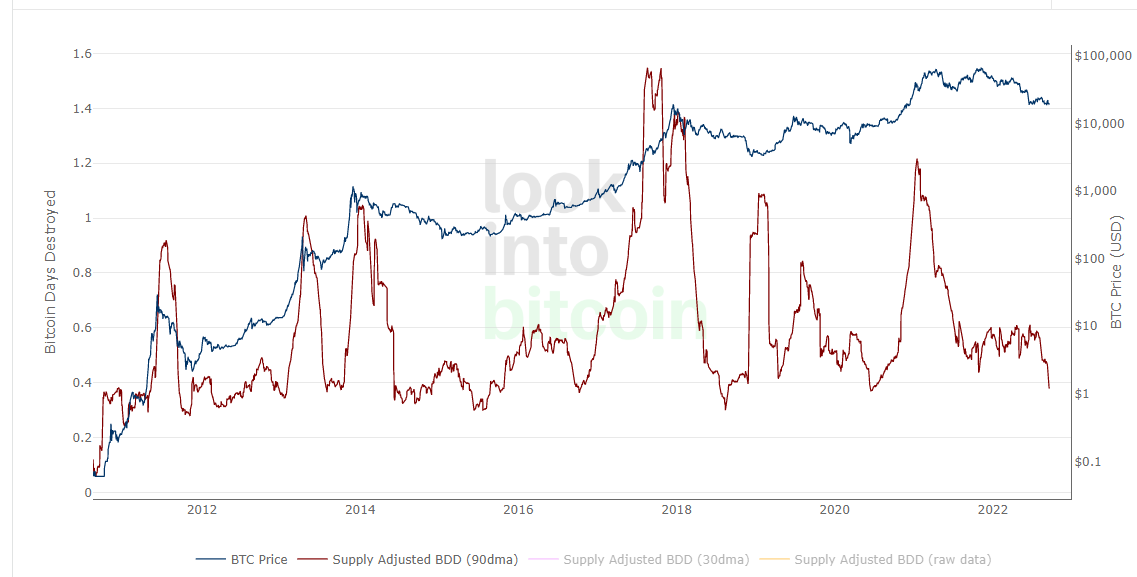 1.6
1.4
1.2
1
0.8
0.6
0.4
0.2
0
Bitcoin Days Destroyed
look
into
bitcoin
$100,000
$10,000
$1,000
$100
$10
$1
$0.1
BTC Price (USD)
2012 2014 2016 2018 2020 2022
BTC Price Supply Adjusted BDD (90dma) Supply Adjusted BDD (30dma) Supply Adjusted BDD (raw data)